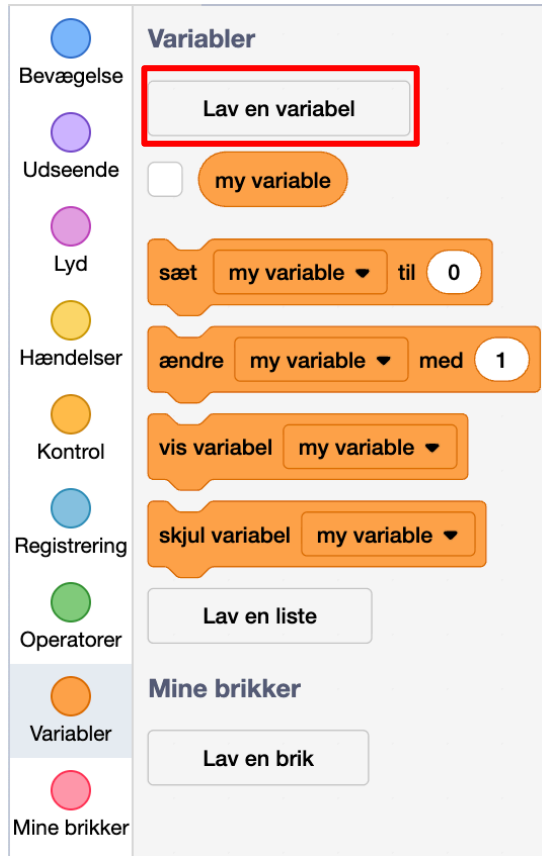 Bevægelse
Udseende
Lyd
Hændelser
Kontrol
Registrering
Operatorer
Variabler
Mine brikker
Variabler
Lav en variabel
my variable
sæt my variable til 0
ændre my variable med 1
vis variabel my variable
skjul variabel my variable
Lav en liste
Mine brikker
Lav en brik